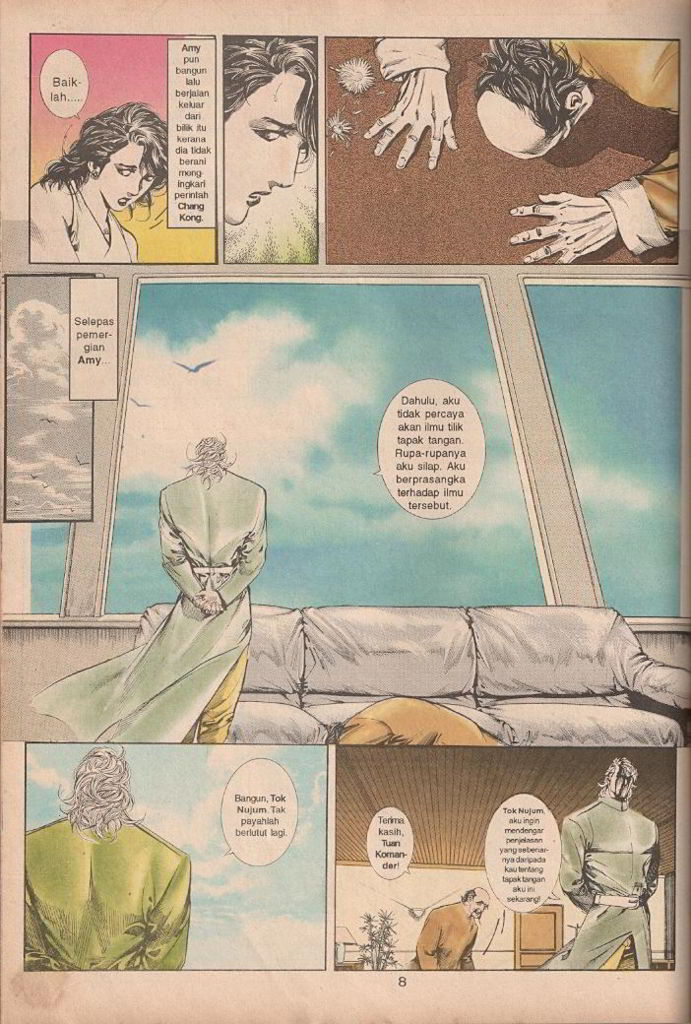 Baik-
lah.....
Amy
pun
bangun
lalu
berjalan
keluar
dari
bilik itu
kerana
dia tidak
berani
meng-
ingkari
perintah
Chang
Kong.
Selepas
pemer-
gian
Amy...
Dahulu, aku
tidak percaya
akan ilmu tilik
tapak tangan.
Rupa-rupanya
aku silap. Aku
berprasangka
terhadap ilmu
tersebut.
Bangun, Tok
Nujum. Tak
payahlah
berlutut lagi.
Terima
kasih,
Tuan
Koman-
der!
Tok Nujum,
aku ingin
mendengar
penjelasan
yang sebenar-
nya daripada
kau tentang
tapak tangan
aku ini
sekarang!
8